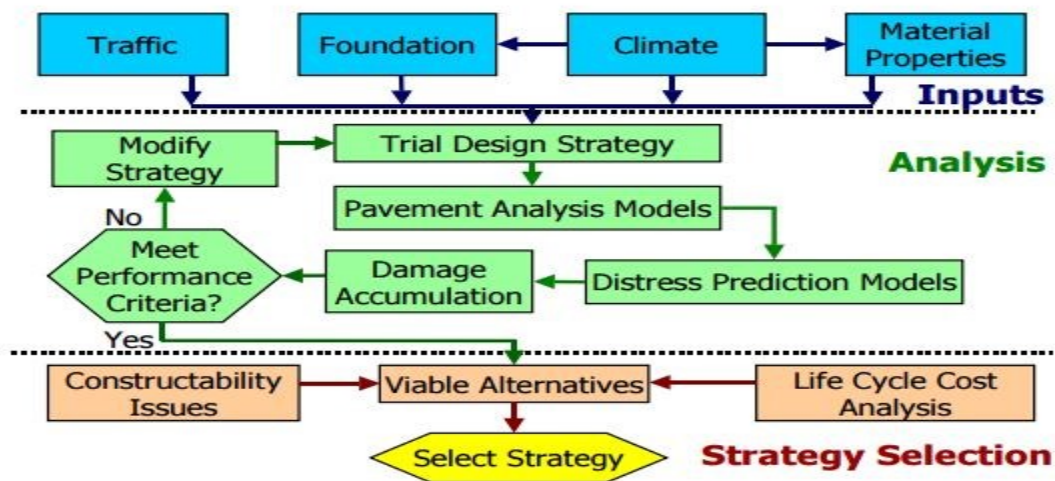 Traffic
Foundation
Climate
Material
Properties
Inputs
Modify
Strategy
Trial Design Strategy
Analysis
Pavement Analysis Models
No
Meet
Performance
Criteria?
Damage
Accumulation
Distress Prediction Models
Yes
Constructability
Issues
Viable Alternatives
Life Cycle Cost
Analysis
Select Strategy
Strategy Selection